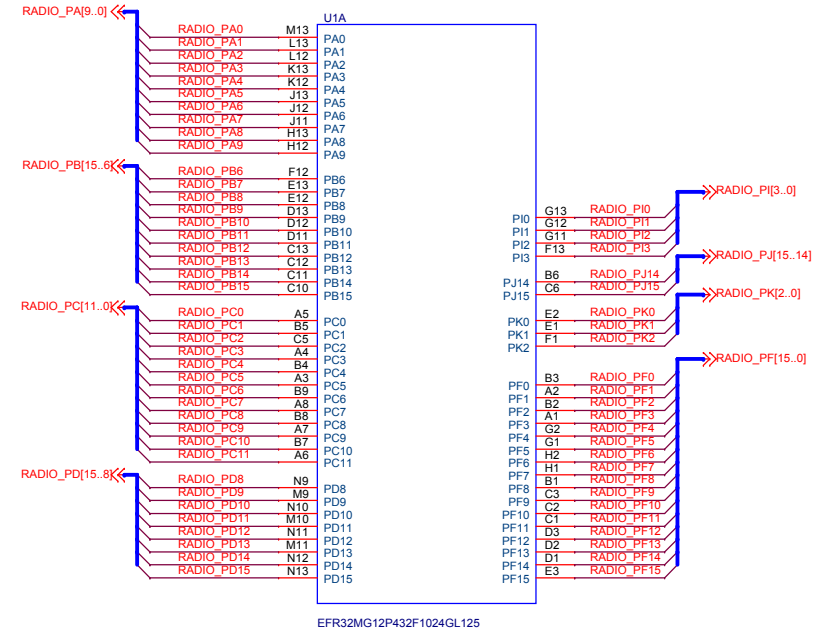 U1A
RADIO_PA[9..0]
RADIO_PA0 M13 PA0
RADIO_PA1 L13 PA1
RADIO_PA2 L12 PA2
RADIO_PA3 K13 PA3
RADIO_PA4 K12 PA4
RADIO_PA5 J13 PA5
RADIO_PA6 J12 PA6
RADIO_PA7 J11 PA7
RADIO_PA8 H13 PA8
RADIO_PA9 H12 PA9
RADIO_PB[15..6]
RADIO_PB6 F12 PB6
RADIO_PB7 E13 PB7
RADIO_PB8 E12 PB8
RADIO_PB9 D13 PB9
RADIO_PB10 D12 PB10
RADIO_PB11 D11 PB11
RADIO_PB12 C13 PB12
RADIO_PB13 C12 PB13
RADIO_PB14 C11 PB14
RADIO_PB15 C10 PB15
RADIO_PC[11..0]
RADIO_PC0 A5 PC0
RADIO_PC1 B5 PC1
RADIO_PC2 C5 PC2
RADIO_PC3 A4 PC3
RADIO_PC4 B4 PC4
RADIO_PC5 A3 PC5
RADIO_PC6 B9 PC6
RADIO_PC7 A8 PC7
RADIO_PC8 B8 PC8
RADIO_PC9 A7 PC9
RADIO_PC10 B7 PC10
RADIO_PC11 A6 PC11
RADIO_PD[15..8]
RADIO_PD8 N9 PD8
RADIO_PD9 M9 PD9
RADIO_PD10 N10 PD10
RADIO_PD11 M10 PD11
RADIO_PD12 N11 PD12
RADIO_PD13 M11 PD13
RADIO_PD14 N12 PD14
RADIO_PD15 N13 PD15
RADIO_PI[3..0]
PI0 G13 RADIO_PI0
PI1 G12 RADIO_PI1
PI2 G11 RADIO_PI2
PI3 F13 RADIO_PI3
RADIO_PJ[15..14]
PJ14 B6 RADIO_PJ14
PJ15 C6 RADIO_PJ15
RADIO_PK[2..0]
PK0 E2 RADIO_PK0
PK1 E1 RADIO_PK1
PK2 F1 RADIO_PK2
RADIO_PF[15..0]
PF0 B3 RADIO_PF0
PF1 A2 RADIO_PF1
PF2 B2 RADIO_PF2
PF3 A1 RADIO_PF3
PF4 G2 RADIO_PF4
PF5 G1 RADIO_PF5
PF6 H2 RADIO_PF6
PF7 H1 RADIO_PF7
PF8 B1 RADIO_PF8
PF9 C3 RADIO_PF9
PF10 C2 RADIO_PF10
PF11 C1 RADIO_PF11
PF12 D3 RADIO_PF12
PF13 D2 RADIO_PF13
PF14 D1 RADIO_PF14
PF15 E3 RADIO_PF15
EFR32MG12P432F1024GL125